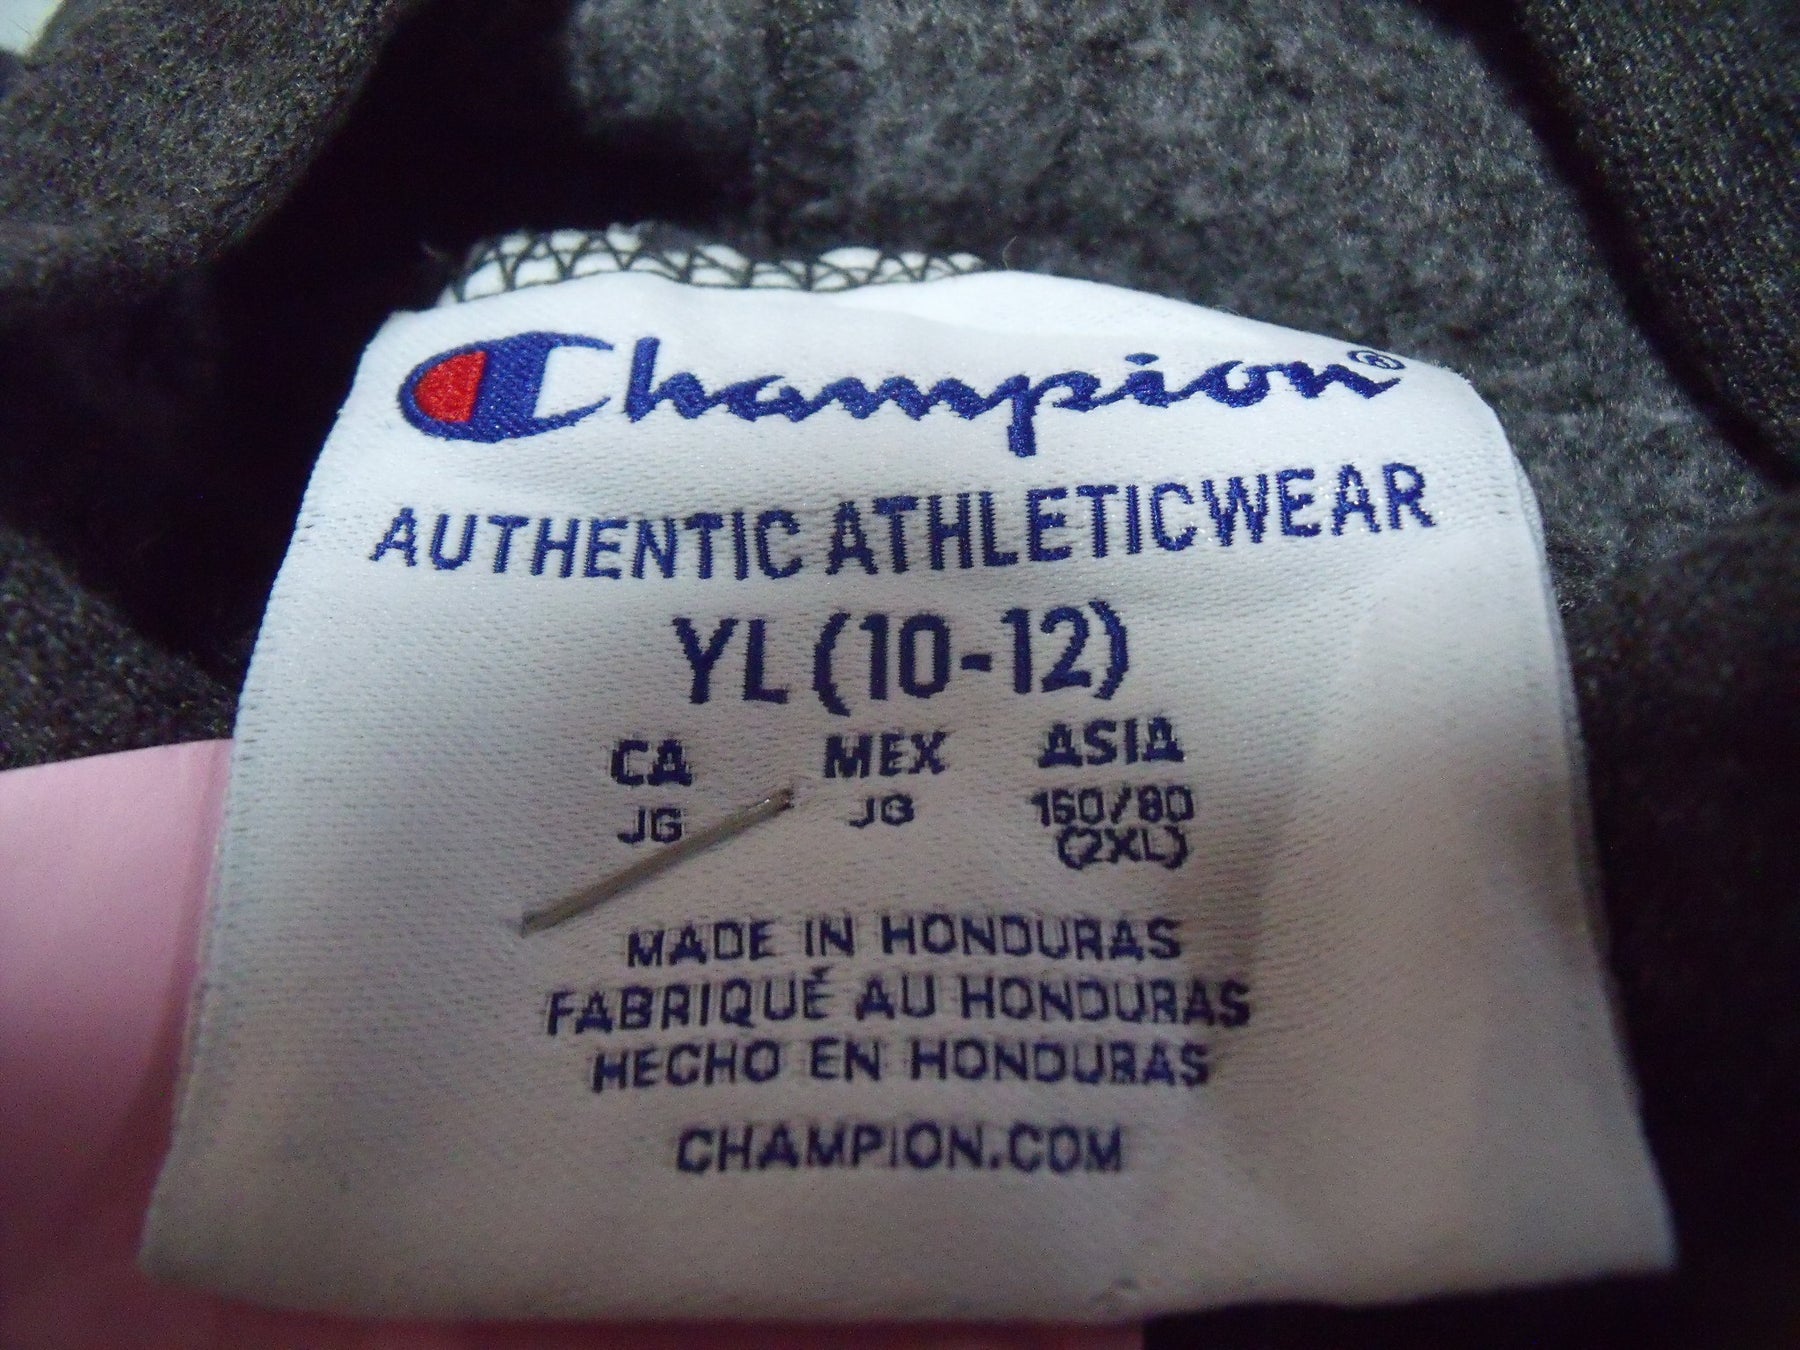 Champion®
AUTHENTIC ATHLETICWEAR
YL (10-12)
CA MEX ASIA
JG JG 160/80
(2XL)
MADE IN HONDURAS
FABRIQUÉ AU HONDURAS
HECHO EN HONDURAS
CHAMPION.COM